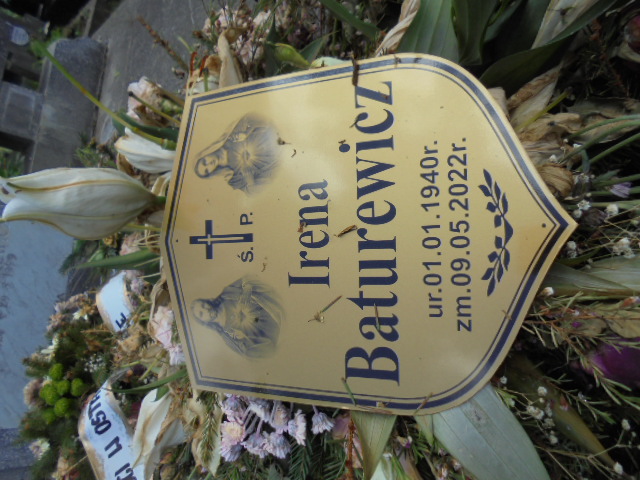 Ś. P.
Irena
Baturewicz
ur.01.01.1940r.
zm.09.05.2022r.